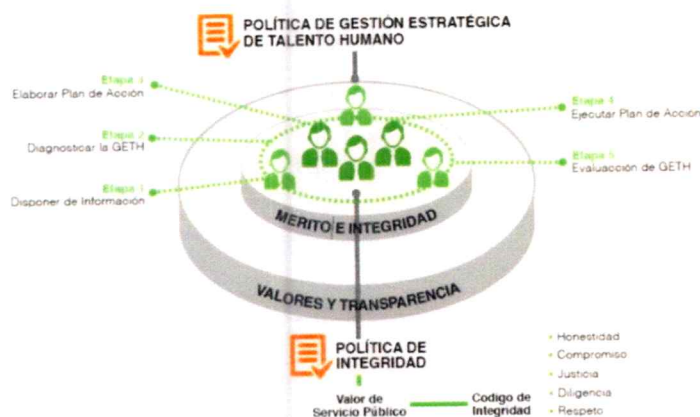 POLÍTICA DE GESTIÓN ESTRATÉGICA
DE TALENTO HUMANO
Etapa 3
Elaborar Plan de Acción
Etapa 2
Diagnosticar la GETH
Etapa 1
Disponer de Información
Etapa 4
Ejecutar Plan de Acción
Etapa 5
Evaluacción de GETH
MERITO E INTEGRIDAD
VALORES Y TRANSPARENCIA
POLÍTICA DE
INTEGRIDAD
Valor de
Servicio Público
Codigo de
Integridad
• Honestidad
• Compromiso
• Justicia
• Diligencia
• Respeto